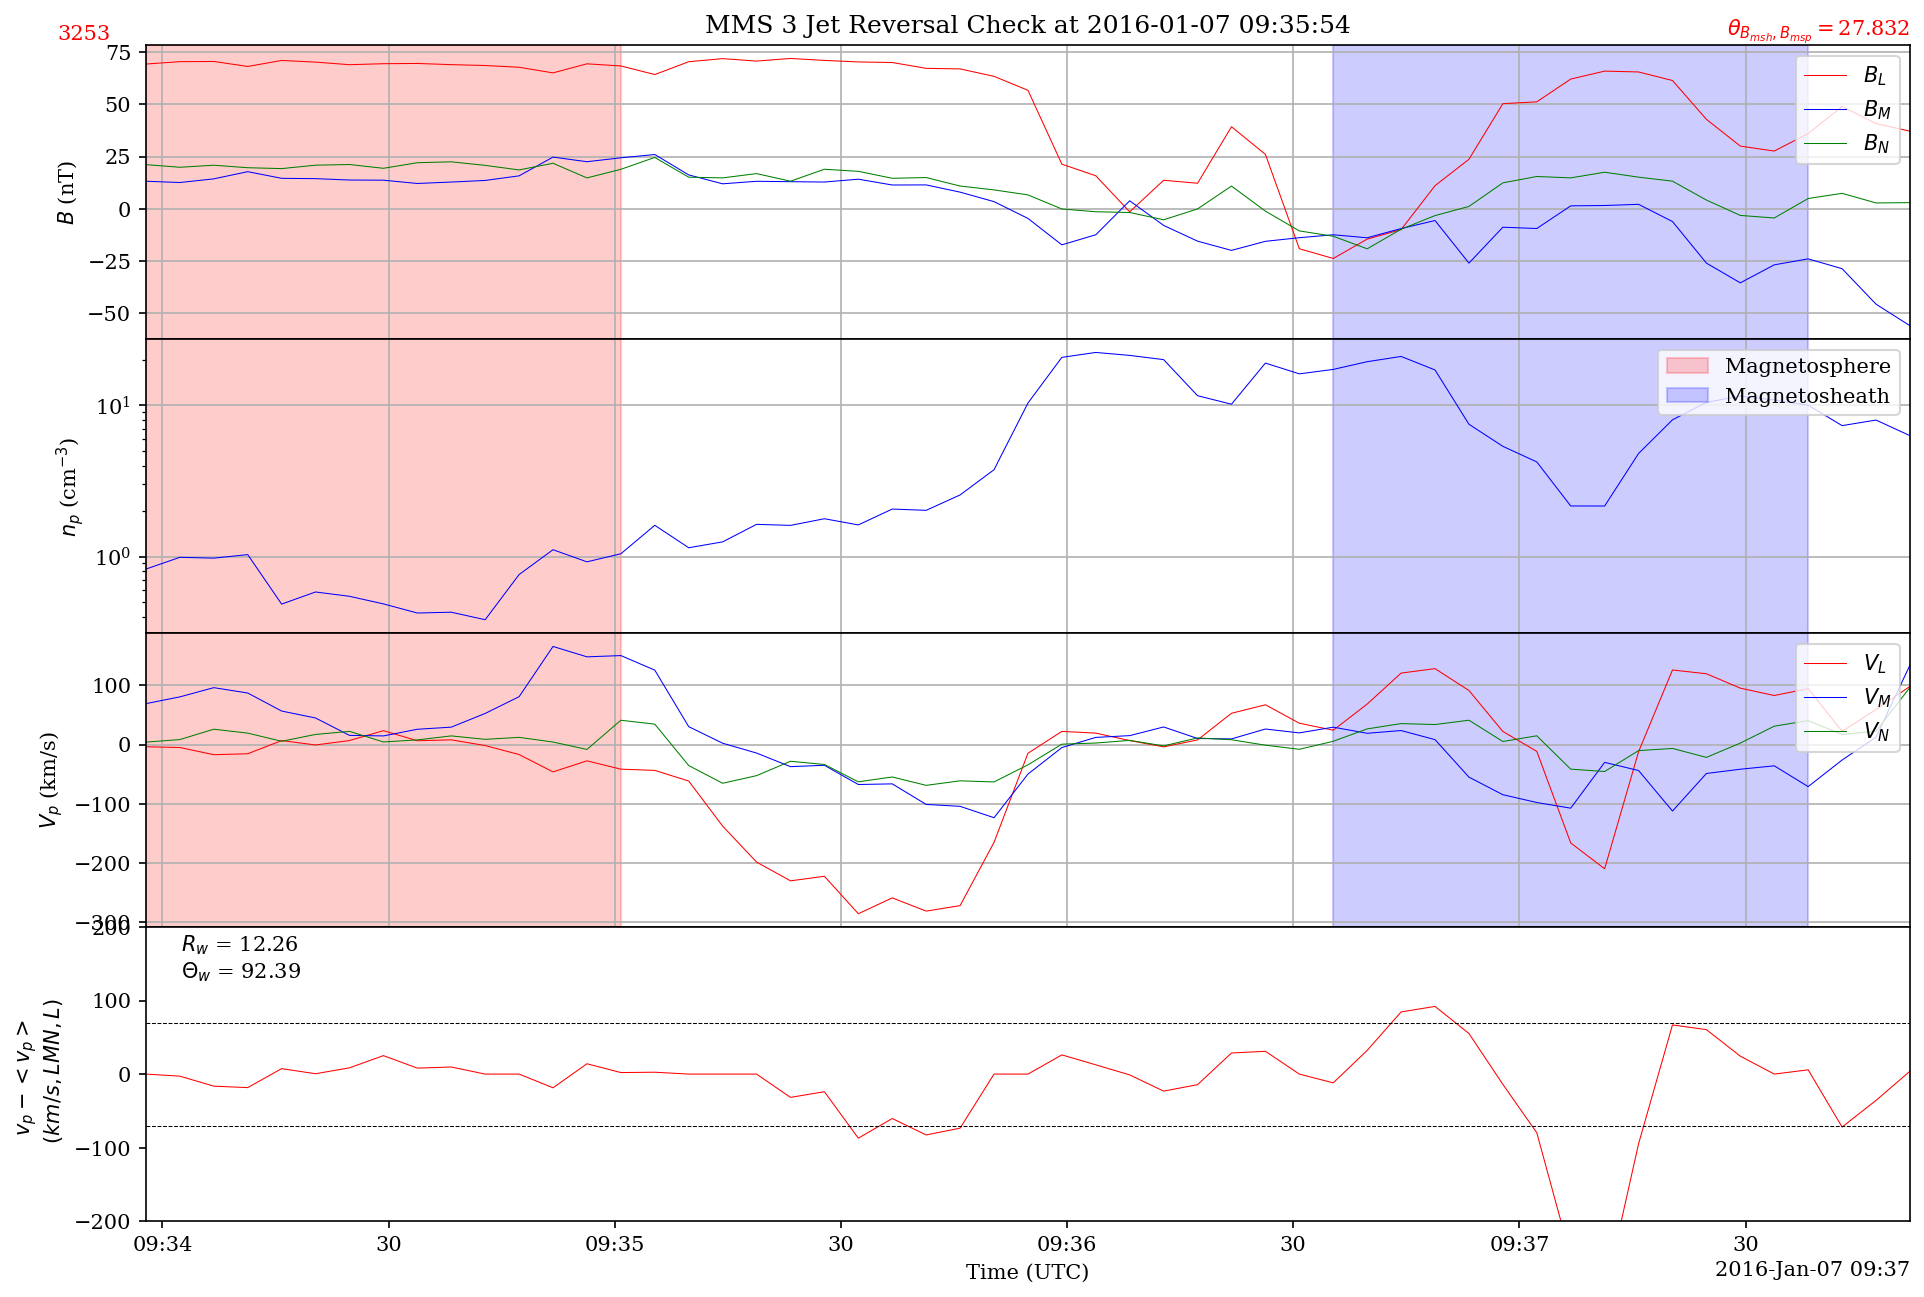 MMS 3 Jet Reversal Check at 2016-01-07 09:35:54
3253
θ_{B_{msh}, B_{msp}} = 27.832
75
50
25
0
−25
−50
B (nT)
B_L
B_M
B_N
10^1
10^0
n_p (cm^{−3})
Magnetosphere
Magnetosheath
100
0
−100
−200
−300
V_p (km/s)
V_L
V_M
V_N
200
100
0
−100
−200
v_p − < v_p >
(km/s, LMN, L)
R_w = 12.26
Θ_w = 92.39
09:34 30 09:35 30 09:36 30 09:37 30
Time (UTC)
2016-Jan-07 09:37